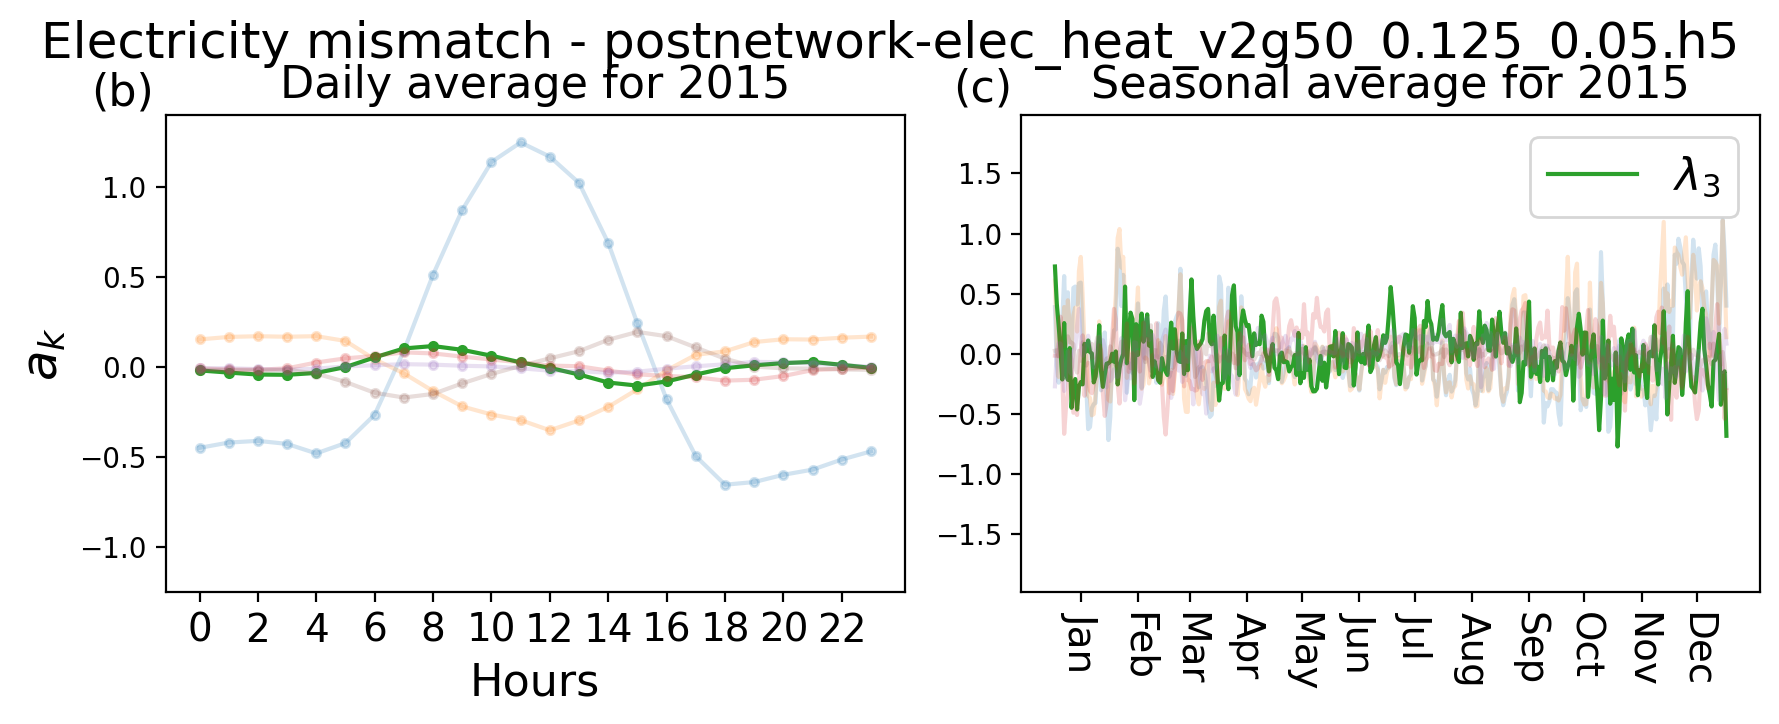 Electricity mismatch - postnetwork-elec_heat_v2g50_0.125_0.05.h5
(b) Daily average for 2015
1.0
0.5
0.0
−0.5
−1.0
a_k
0 2 4 6 8 10 12 14 16 18 20 22
Hours
(c) Seasonal average for 2015
λ_3
1.5
1.0
0.5
0.0
−0.5
−1.0
−1.5
Jan Feb Mar Apr May Jun Jul Aug Sep Oct Nov Dec